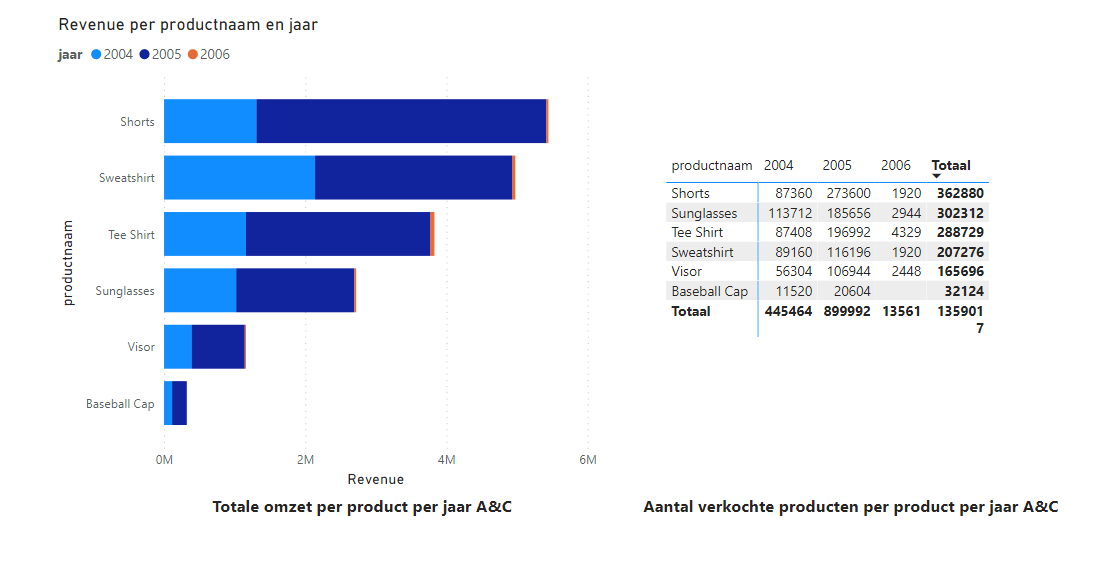 Revenue per productnaam en jaar
jaar 2004 2005 2006
Shorts
Sweatshirt
Tee Shirt
Sunglasses
Visor
Baseball Cap
productnaam
0M 2M 4M 6M
Revenue
Totale omzet per product per jaar A&C
productnaam 2004 2005 2006 Totaal
Shorts 87360 273600 1920 362880
Sunglasses 113712 185656 2944 302312
Tee Shirt 87408 196992 4329 288729
Sweatshirt 89160 116196 1920 207276
Visor 56304 106944 2448 165696
Baseball Cap 11520 20604 32124
Totaal 445464 899992 13561 135901
7
Aantal verkochte producten per product per jaar A&C